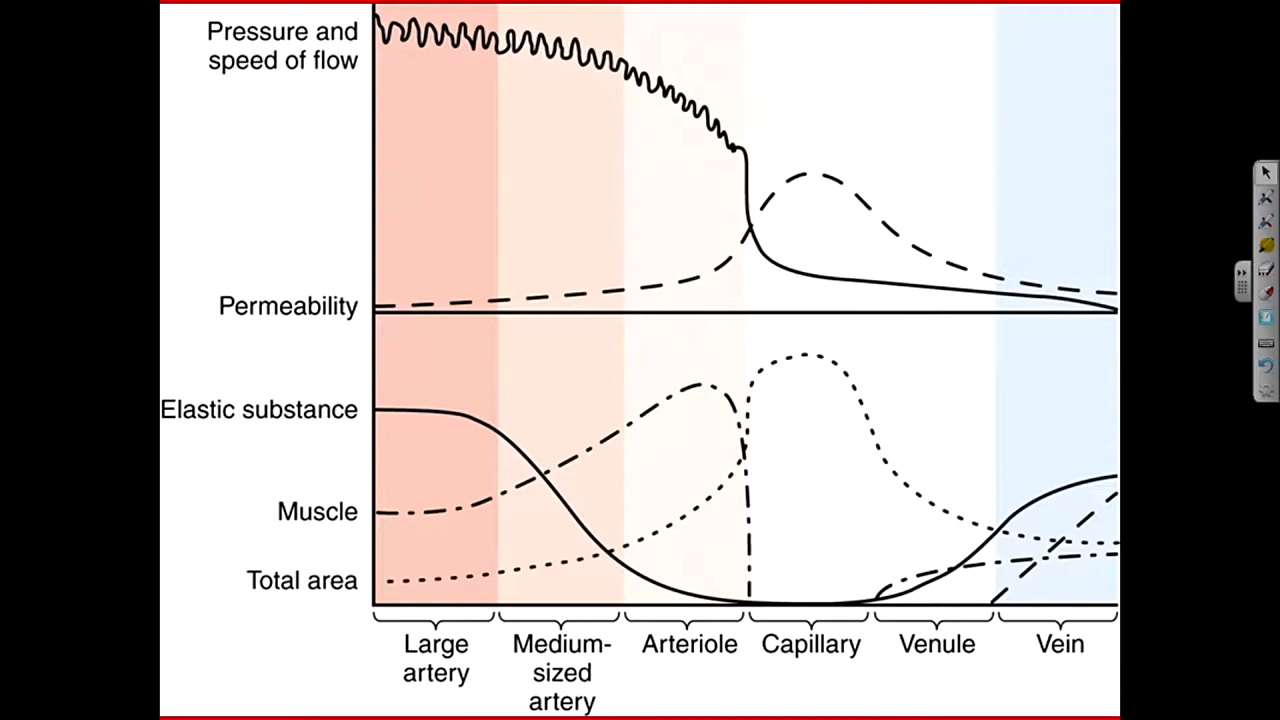 Pressure and
speed of flow
Permeability
Elastic substance
Muscle
Total area
Large
artery
Medium-
sized
artery
Arteriole
Capillary
Venule
Vein